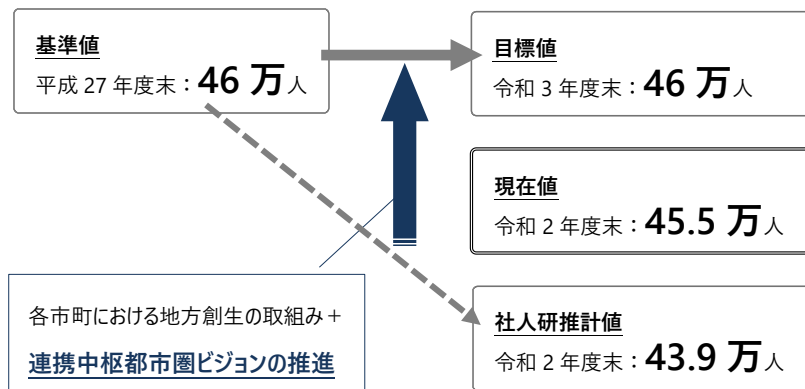 基準値
平成 27 年度末：46 万人
目標値
令和 3 年度末：46 万人
現在値
令和 2 年度末：45.5 万人
各市町における地方創生の取組み＋
連携中枢都市圏ビジョンの推進
社人研推計値
令和 2 年度末：43.9 万人